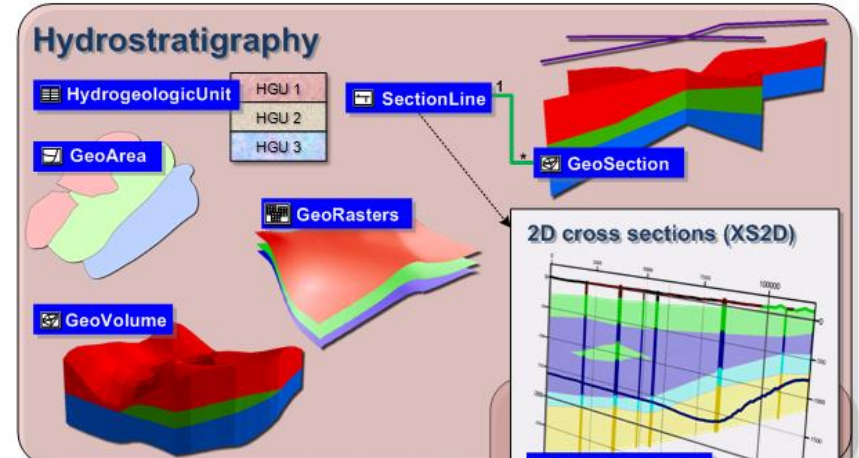 Hydrostratigraphy
HydrogeologicUnit
HGU 1
HGU 2
HGU 3
SectionLine
1
*
GeoSection
GeoArea
GeoRasters
GeoVolume
2D cross sections (XS2D)
0
100000